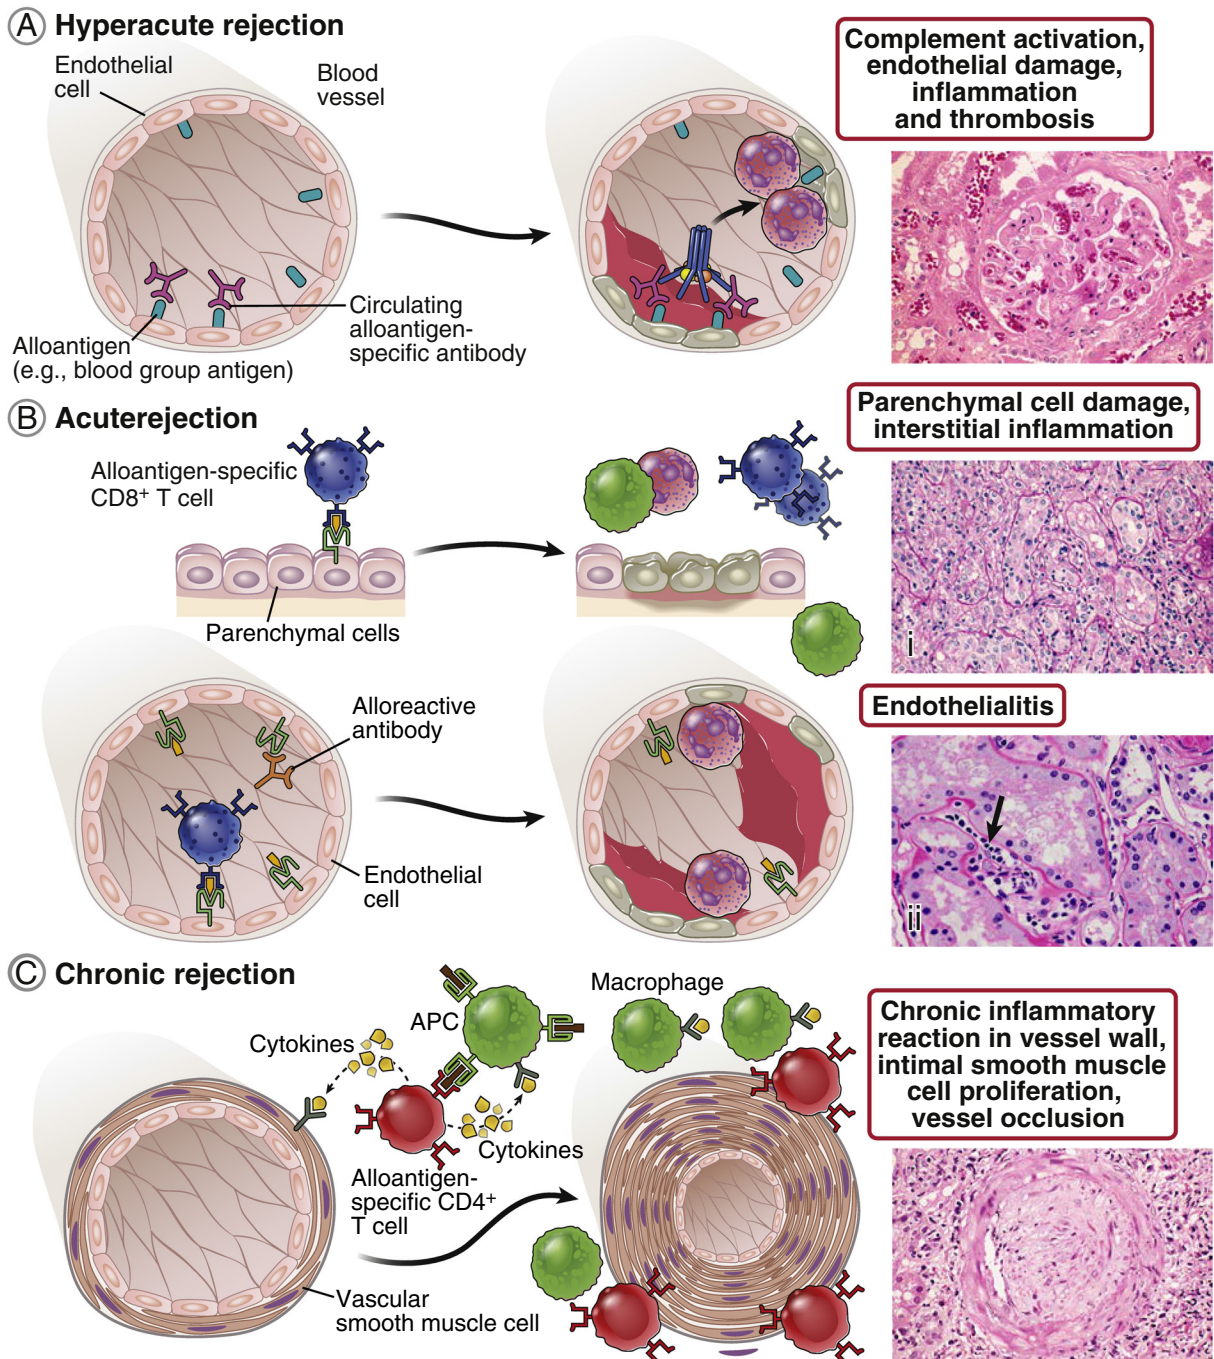 A Hyperacute rejection
Endothelial
cell
Blood
vessel
Circulating
alloantigen-
specific antibody
Alloantigen
(e.g., blood group antigen)
Complement activation,
endothelial damage,
inflammation
and thrombosis
B Acuterejection
Alloantigen-specific
CD8+ T cell
Parenchymal cells
Parenchymal cell damage,
interstitial inflammation
i
Alloreactive
antibody
Endothelial
cell
Endothelialitis
ii
C Chronic rejection
Cytokines
APC
Macrophage
Cytokines
Alloantigen-
specific CD4+
T cell
Vascular
smooth muscle cell
Chronic inflammatory
reaction in vessel wall,
intimal smooth muscle
cell proliferation,
vessel occlusion